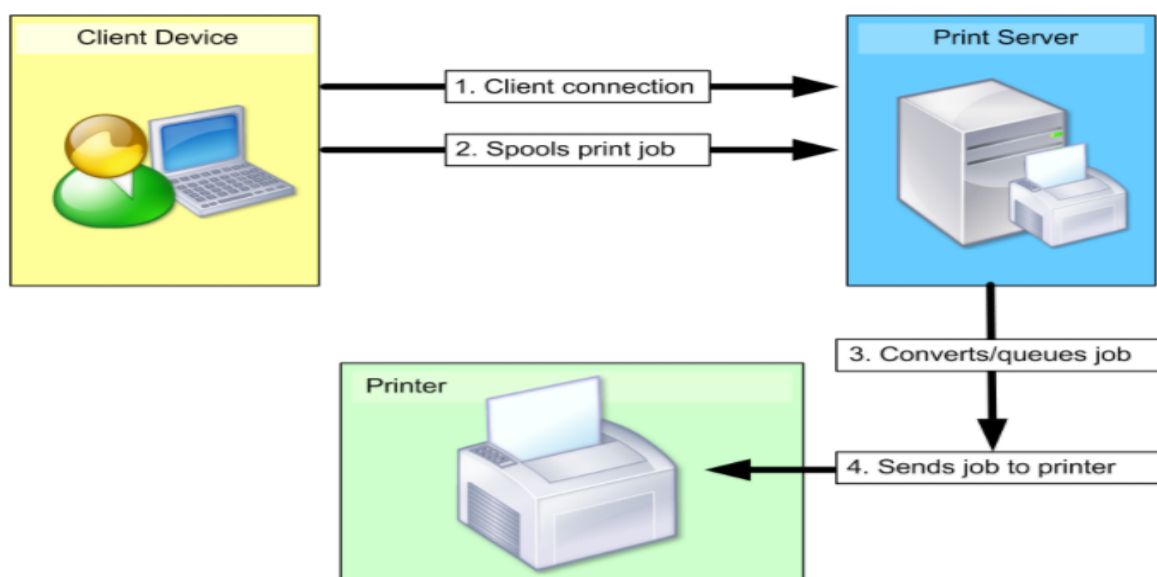 Client Device
Print Server
1. Client connection
2. Spools print job
3. Converts/queues job
Printer
4. Sends job to printer